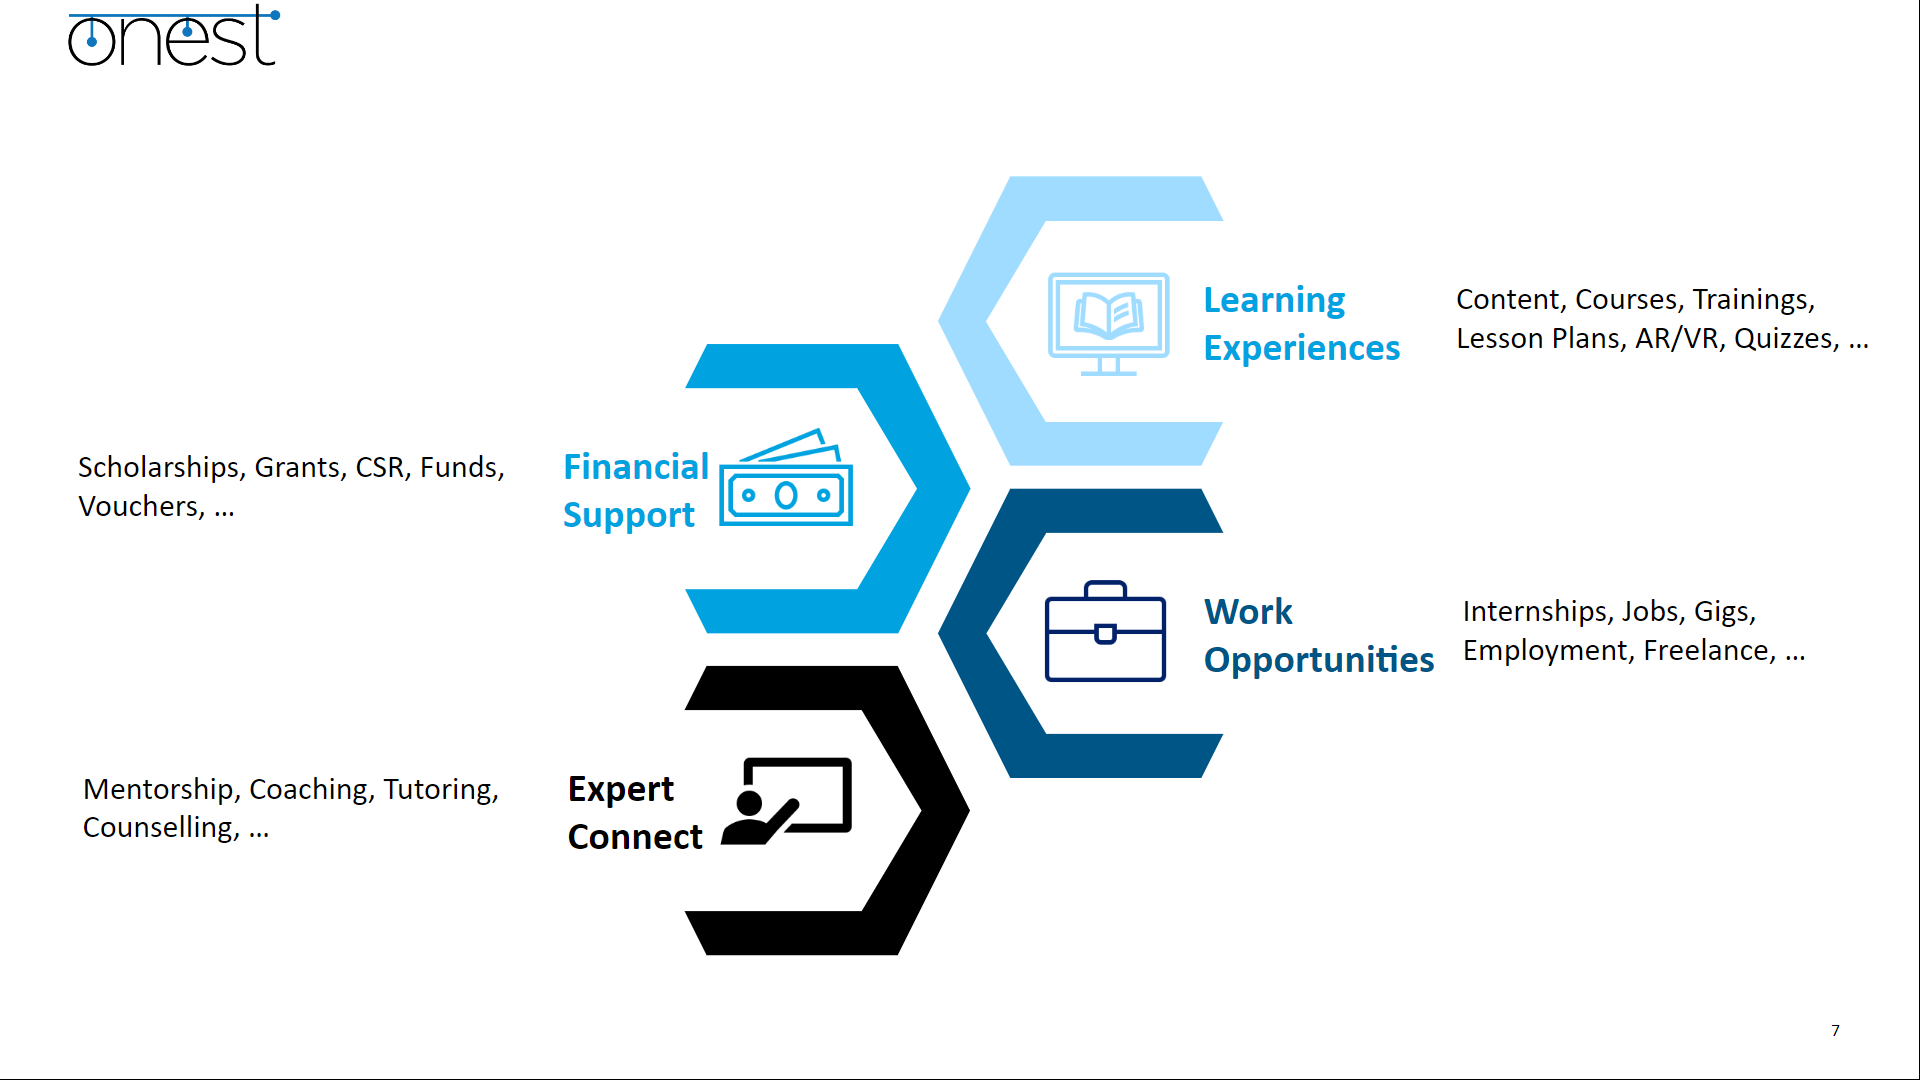 onest
Learning
Experiences
Content, Courses, Trainings,
Lesson Plans, AR/VR, Quizzes, ...
Scholarships, Grants, CSR, Funds,
Vouchers, ...
Financial
Support
Work
Opportunities
Internships, Jobs, Gigs,
Employment, Freelance, ...
Mentorship, Coaching, Tutoring,
Counselling, ...
Expert
Connect
7